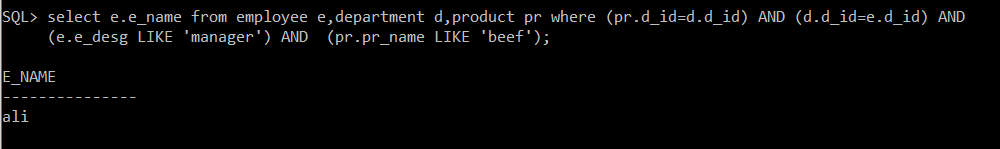 SQL> select e.e_name from employee e,department d,product pr where (pr.d_id=d.d_id) AND (d.d_id=e.d_id) AND
(e.e_desg LIKE 'manager') AND  (pr.pr_name LIKE 'beef');
E_NAME
---------------
ali